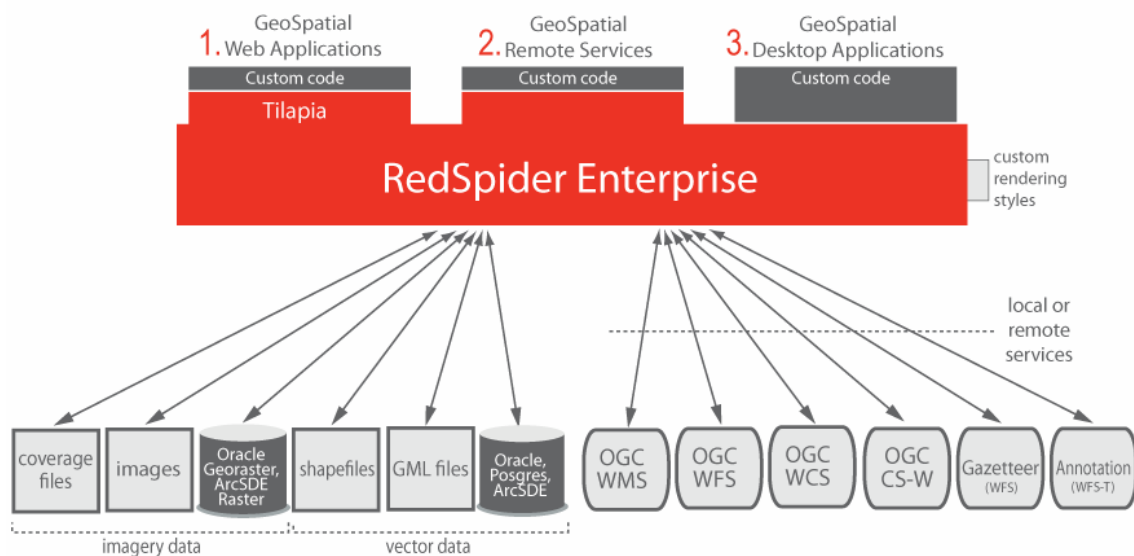 1.
GeoSpatial
Web Applications
Custom code
Tilapia
2.
GeoSpatial
Remote Services
Custom code
3.
GeoSpatial
Desktop Applications
Custom code
RedSpider Enterprise
custom
rendering
styles
local or
remote
services
coverage
files
images
Oracle
Georaster,
ArcSDE
Raster
shapefiles
GML files
Oracle,
Posgres,
ArcSDE
OGC
WMS
OGC
WFS
OGC
WCS
OGC
CS-W
Gazetteer
(WFS)
Annotation
(WFS-T)
imagery data
vector data